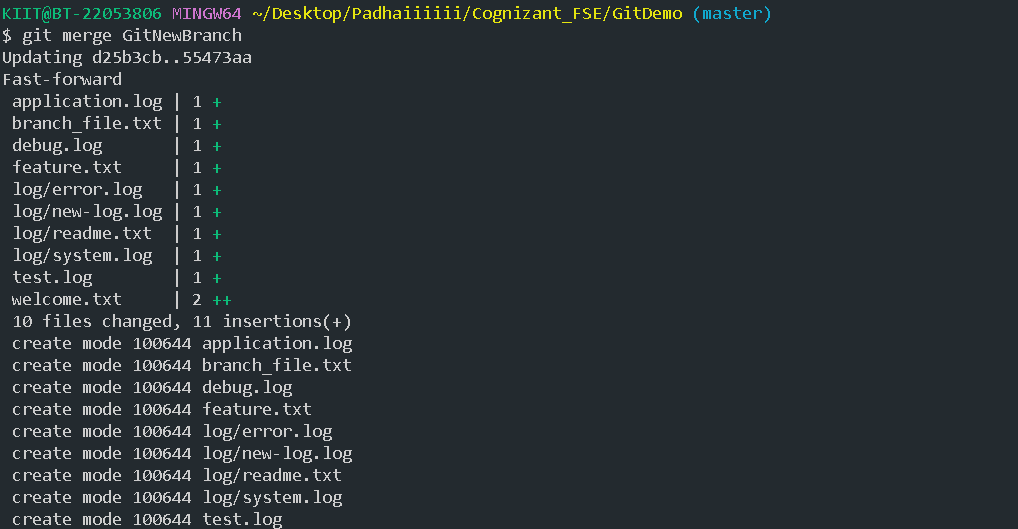 KIIT@BT-22053806 MINGW64 ~/Desktop/Padhaiiiiii/Cognizant_FSE/GitDemo (master)
$ git merge GitNewBranch
Updating d25b3cb..55473aa
Fast-forward
 application.log | 1 +
 branch_file.txt | 1 +
 debug.log       | 1 +
 feature.txt     | 1 +
 log/error.log   | 1 +
 log/new-log.log | 1 +
 log/readme.txt  | 1 +
 log/system.log  | 1 +
 test.log        | 1 +
 welcome.txt     | 2 ++
 10 files changed, 11 insertions(+)
 create mode 100644 application.log
 create mode 100644 branch_file.txt
 create mode 100644 debug.log
 create mode 100644 feature.txt
 create mode 100644 log/error.log
 create mode 100644 log/new-log.log
 create mode 100644 log/readme.txt
 create mode 100644 log/system.log
 create mode 100644 test.log